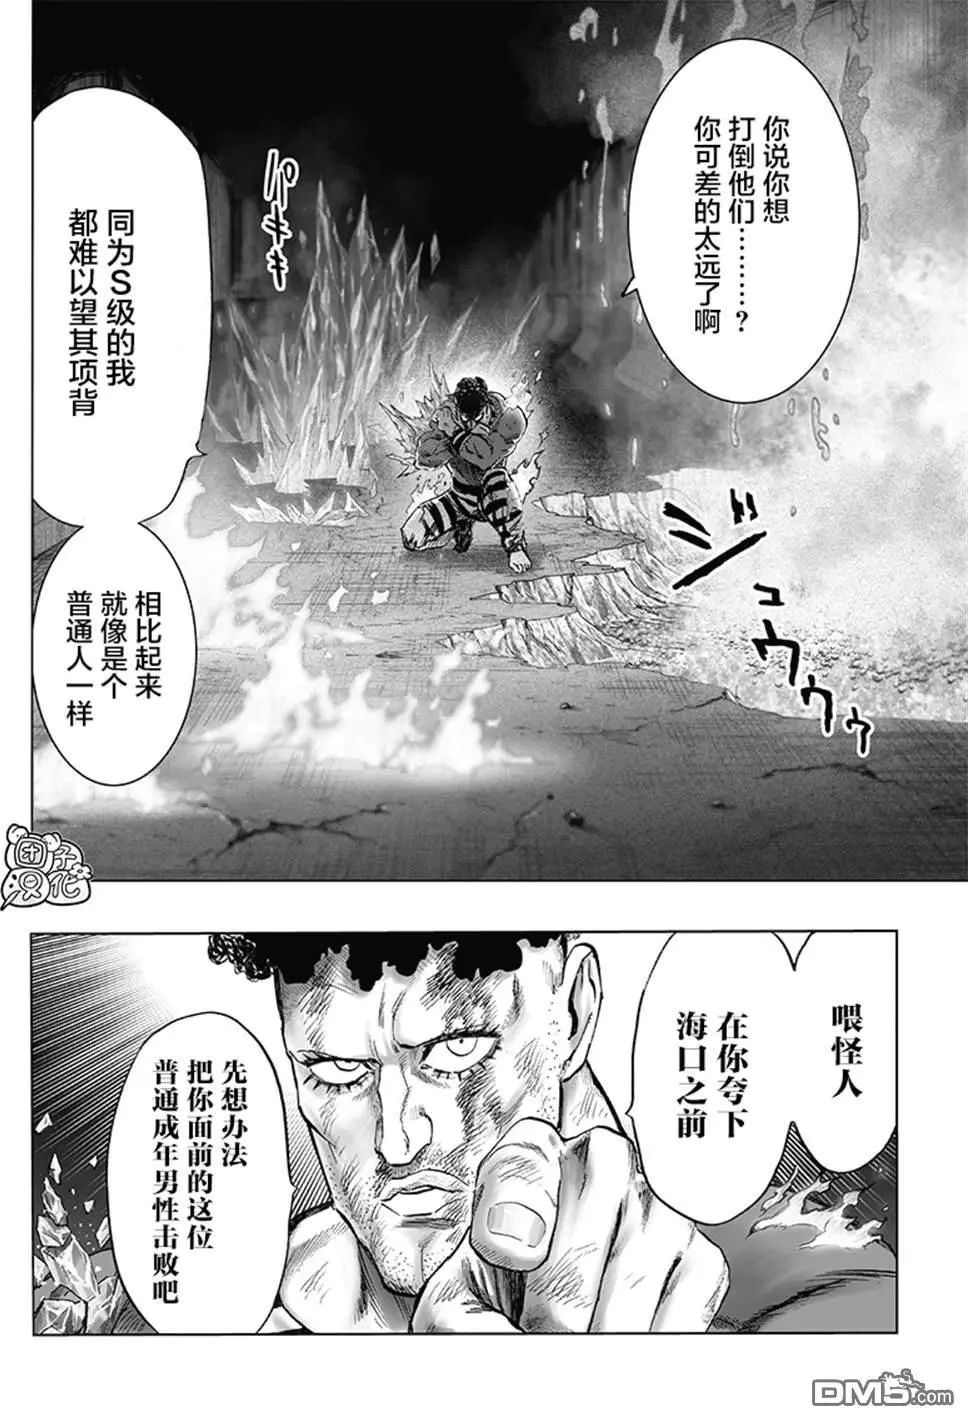 你说你想
打倒他们………？
你可差的太远了啊
同为S级的我
都难以望其项背
相比起来
就像是个
普通人一样
キキ
ジュウゥゥ
团子
汉化
喂怪人
在你夸下
海口之前
先想办法
把你面前的这位
普通成年男性击败吧
DM5.com